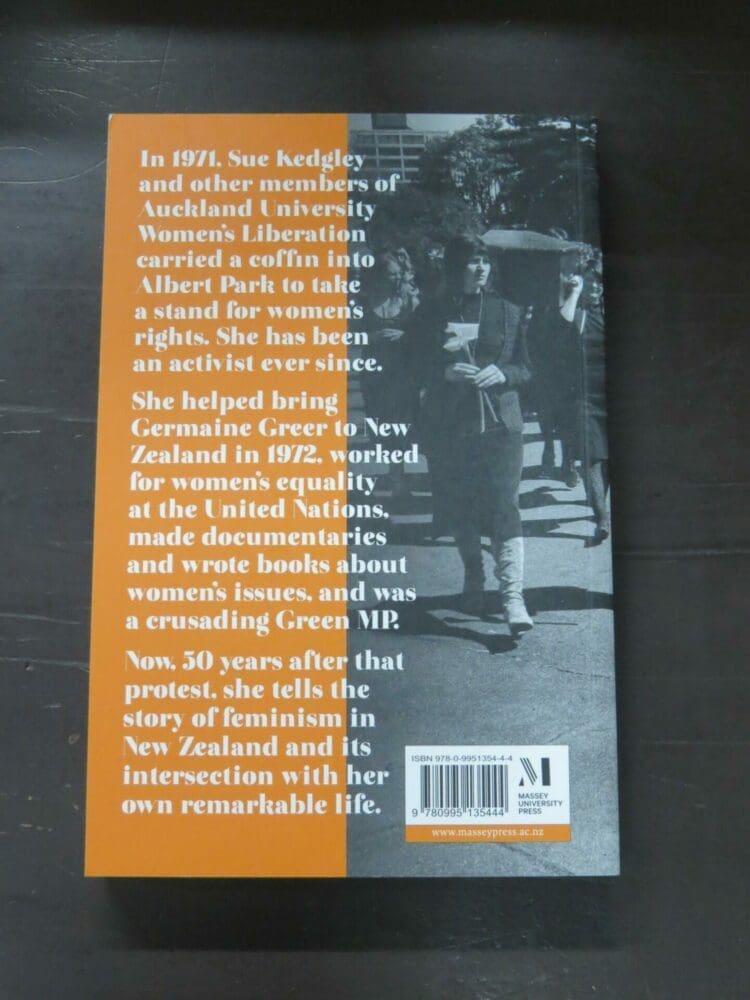 In 1971, Sue Kedgley
and other members of
Auckland University
Women's Liberation
carried a coffin into
Albert Park to take
a stand for women's
rights. She has been
an activist ever since.
She helped bring
Germaine Greer to New
Zealand in 1972, worked
for women's equality
at the United Nations,
made documentaries
and wrote books about
women's issues, and was
a crusading Green MP.
Now, 50 years after that
protest, she tells the
story of feminism in
New Zealand and its
intersection with her
own remarkable life.
ISBN 978-0-9951354-4-4
9 780995 135444
M
MASSEY
UNIVERSITY
PRESS
www.masseypress.ac.nz